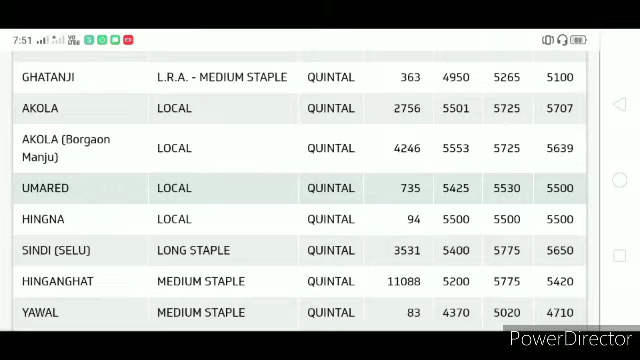 7:51
GHATANJI L.R.A. - MEDIUM STAPLE QUINTAL 363 4950 5265 5100
AKOLA LOCAL QUINTAL 2756 5501 5725 5707
AKOLA (Borgaon
Manju) LOCAL QUINTAL 4246 5553 5725 5639
UMARED LOCAL QUINTAL 735 5425 5530 5500
HINGNA LOCAL QUINTAL 94 5500 5500 5500
SINDI (SELU) LONG STAPLE QUINTAL 3531 5400 5775 5650
HINGANGHAT MEDIUM STAPLE QUINTAL 11088 5200 5775 5420
YAWAL MEDIUM STAPLE QUINTAL 83 4370 5020 4710
PowerDirector